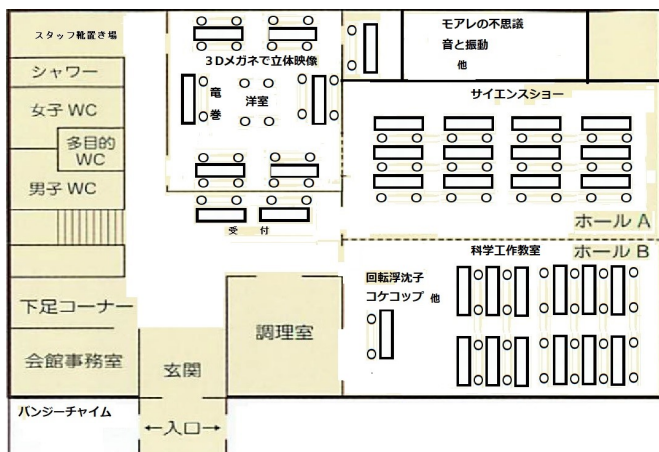 スタッフ靴置き場
シャワー
女子 WC
多目的
WC
男子 WC
下足コーナー
会館事務室
バンジーチャイム
玄関
←入口→
調理室
3Dメガネで立体映像
竜
巻
洋室
受 付
モアレの不思議
音と振動
他
サイエンスショー
ホール A
ホール B
科学工作教室
回転浮沈子
コケコップ 他